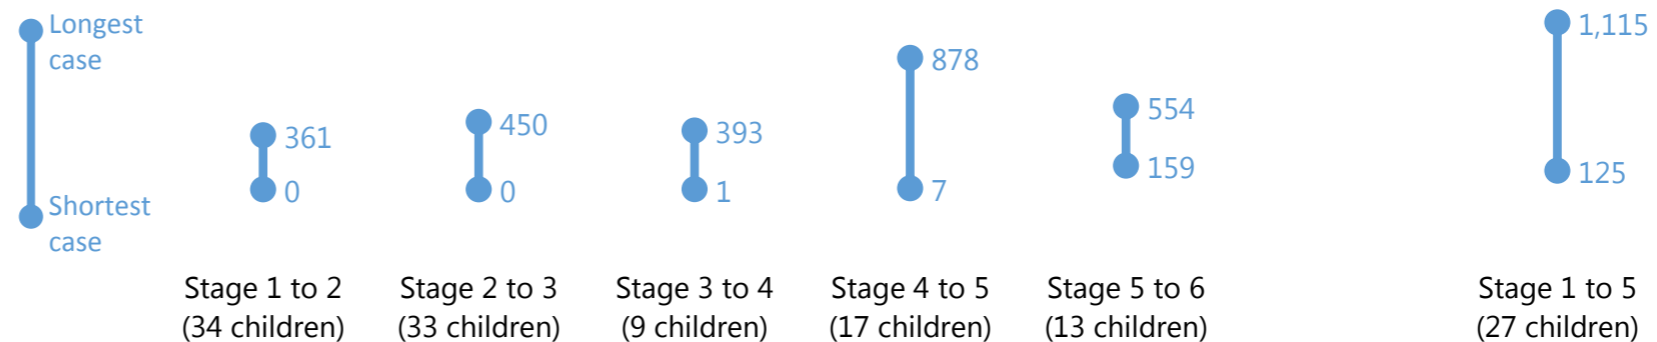 Longest
case
Shortest
case
361
0
450
0
393
1
878
7
554
159
1,115
125
Stage 1 to 2
(34 children)
Stage 2 to 3
(33 children)
Stage 3 to 4
(9 children)
Stage 4 to 5
(17 children)
Stage 5 to 6
(13 children)
Stage 1 to 5
(27 children)